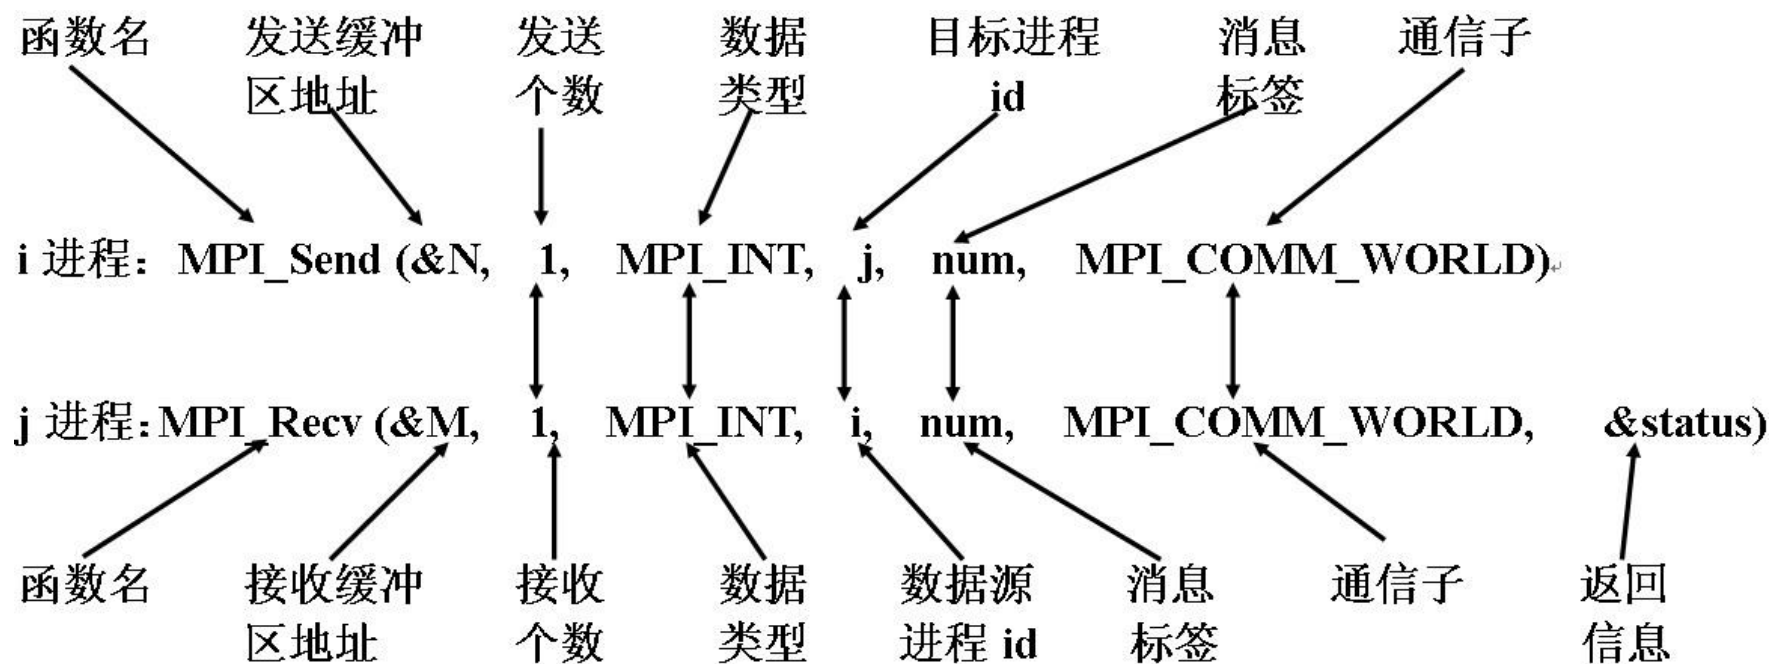 函数名 发送缓冲 发送 数据 目标进程 消息 通信子
区地址 个数 类型 id 标签
i 进程：MPI_Send (&N, 1, MPI_INT, j, num, MPI_COMM_WORLD)
j 进程：MPI_Recv (&M, 1, MPI_INT, i, num, MPI_COMM_WORLD, &status)
函数名 接收缓冲 接收 数据 数据源 消息 通信子 返回
区地址 个数 类型 进程 id 标签 信息